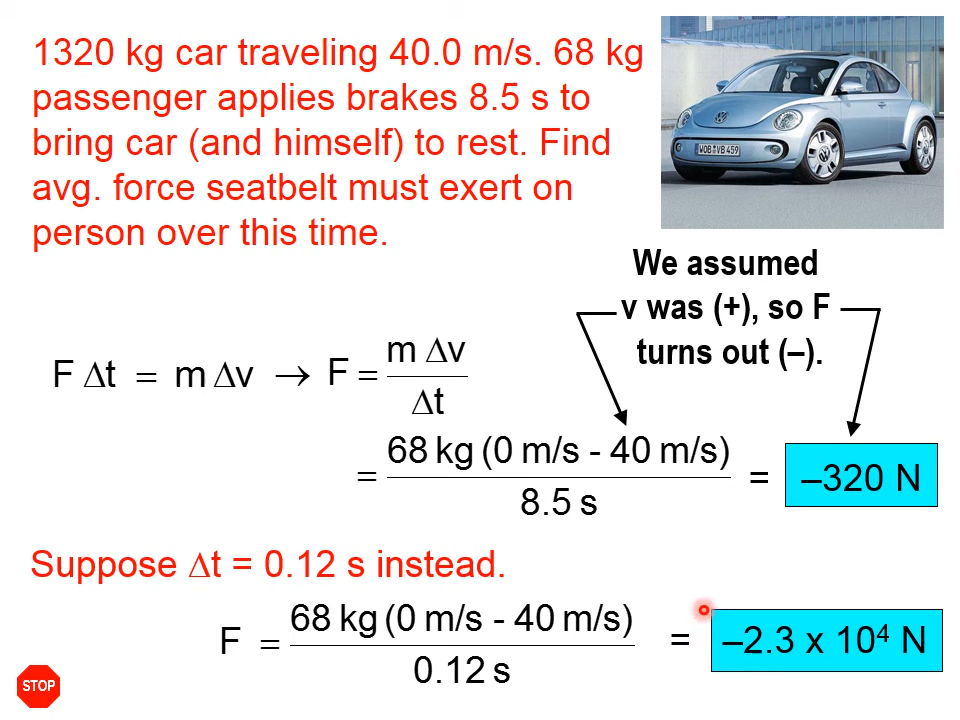 1320 kg car traveling 40.0 m/s. 68 kg
passenger applies brakes 8.5 s to
bring car (and himself) to rest. Find
avg. force seatbelt must exert on
person over this time.
WOB VB 459
We assumed
v was (+), so F
turns out (–).
F ∆t = m ∆v → F = m ∆v
∆t
= 68 kg (0 m/s - 40 m/s)
8.5 s
= –320 N
Suppose ∆t = 0.12 s instead.
F = 68 kg (0 m/s - 40 m/s)
0.12 s
= –2.3 x 10⁴ N
STOP